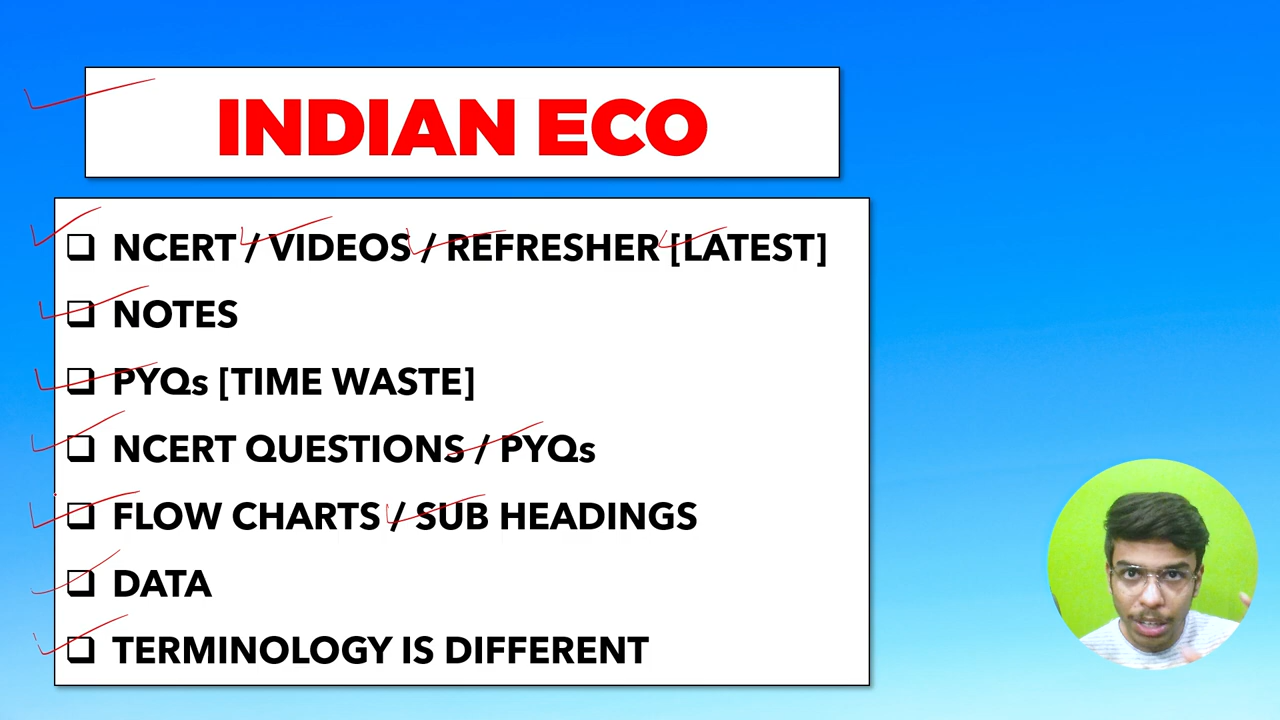 INDIAN ECO
NCERT / VIDEOS / REFRESHER [LATEST]
NOTES
PYQs [TIME WASTE]
NCERT QUESTIONS / PYQs
FLOW CHARTS / SUB HEADINGS
DATA
TERMINOLOGY IS DIFFERENT